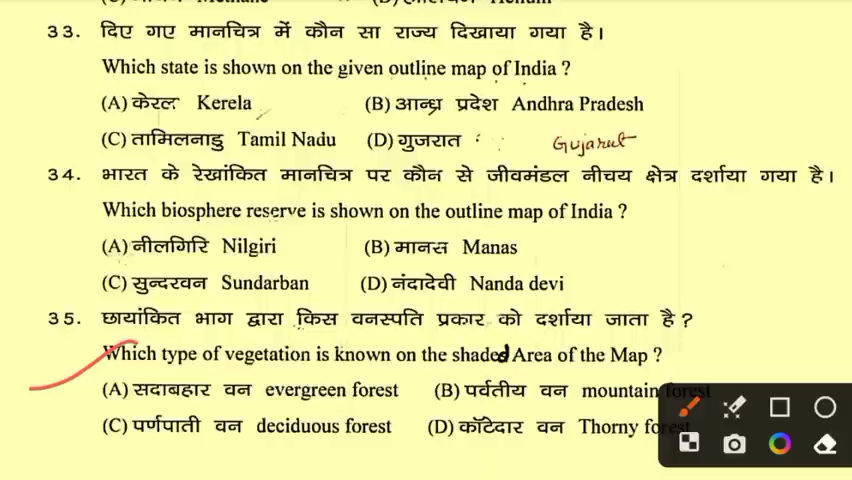 33. दिए गए मानचित्र में कौन सा राज्य दिखाया गया है।
Which state is shown on the given outline map of India ?
(A) केरल Kerela (B) आन्ध्र प्रदेश Andhra Pradesh
(C) तामिलनाडु Tamil Nadu (D) गुजरात Gujarut
34. भारत के रेखांकित मानचित्र पर कौन से जीवमंडल नीचय क्षेत्र दर्शाया गया है।
Which biosphere reserve is shown on the outline map of India ?
(A) नीलगिरि Nilgiri (B) मानस Manas
(C) सुन्दरवन Sundarban (D) नंदादेवी Nanda devi
35. छायांकित भाग द्वारा किस वनस्पति प्रकार को दर्शाया जाता है ?
Which type of vegetation is known on the shaded Area of the Map ?
(A) सदाबहार वन evergreen forest (B) पर्वतीय वन mountain forest
(C) पर्णपाती वन deciduous forest (D) काँटेदार वन Thorny forest